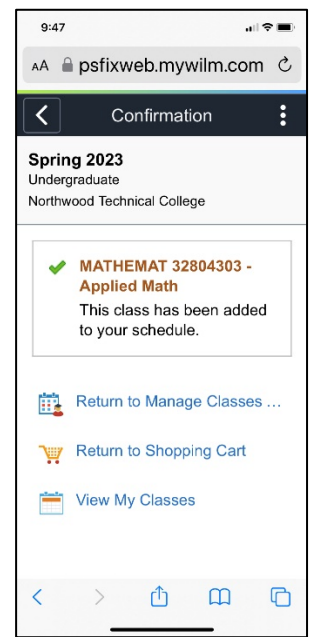 9:47
AA psfixweb.mywilm.com
Confirmation
Spring 2023
Undergraduate
Northwood Technical College
MATHEMAT 32804303 -
Applied Math
This class has been added
to your schedule.
Return to Manage Classes ...
Return to Shopping Cart
View My Classes